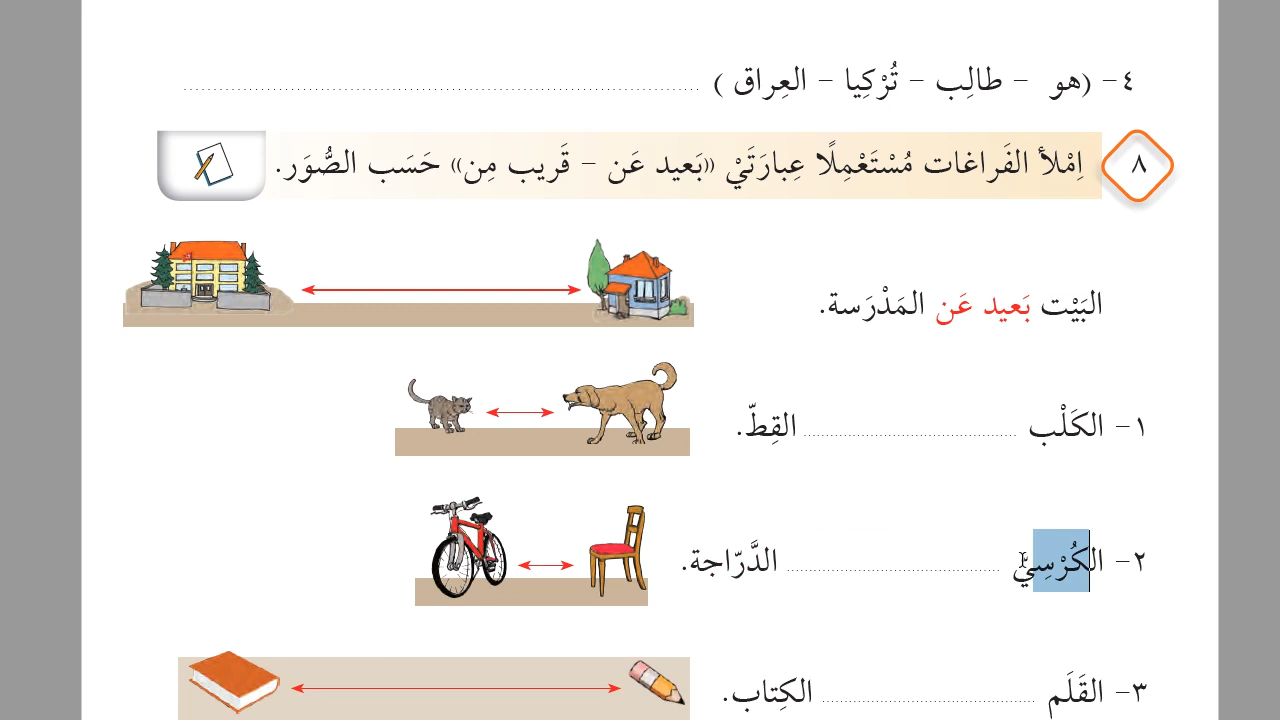 ٤- (هو - طالِب - تُرْكِيا - العِراق ) ........................
٨ اِمْلأ الفَراغات مُسْتَعْمِلًا عِبارَتَيْ «بَعيد عَن - قَريب مِن» حَسَب الصُّوَر.
البَيْت بَعيد عَن المَدْرَسة.
١- الكَلْب ........................ القِطّ.
٢- الكُرْسِيّ ........................ الدَّرّاجة.
٣- القَلَم ........................ الكِتاب.